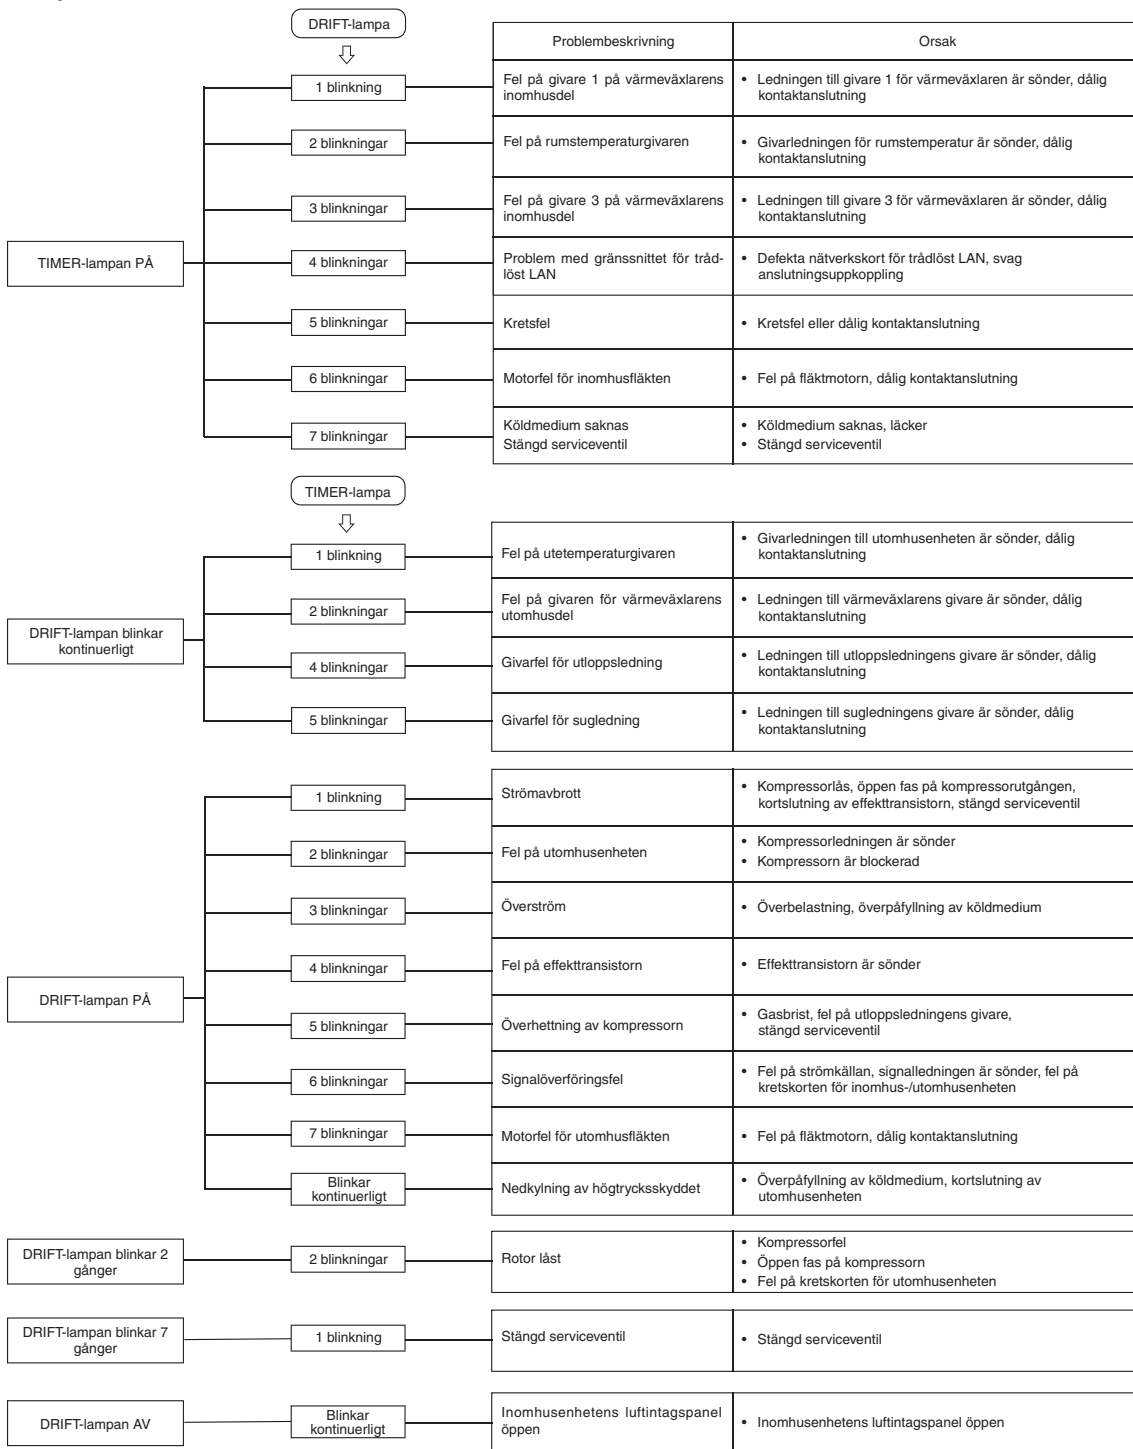 DRIFT-lampa
Problembeskrivning
Orsak
TIMER-lampan PÅ
1 blinkning
Fel på givare 1 på värmeväxlarens
inomhusdel
• Ledningen till givare 1 för värmeväxlaren är sönder, dålig
kontaktanslutning
2 blinkningar
Fel på rumstemperaturgivaren
• Givarledningen för rumstemperatur är sönder, dålig
kontaktanslutning
3 blinkningar
Fel på givare 3 på värmeväxlarens
inomhusdel
• Ledningen till givare 3 för värmeväxlaren är sönder, dålig
kontaktanslutning
4 blinkningar
Problem med gränssnittet för tråd-
löst LAN
• Defekta nätverkskort för trådlöst LAN, svag
anslutningsuppkoppling
5 blinkningar
Kretsfel
• Kretsfel eller dålig kontaktanslutning
6 blinkningar
Motorfel för inomhusfläkten
• Fel på fläktmotorn, dålig kontaktanslutning
7 blinkningar
Köldmedium saknas
Stängd serviceventil
• Köldmedium saknas, läcker
• Stängd serviceventil
TIMER-lampa
DRIFT-lampan blinkar
kontinuerligt
1 blinkning
Fel på utetemperaturgivaren
• Givarledningen till utomhusenheten är sönder, dålig
kontaktanslutning
2 blinkningar
Fel på givaren för värmeväxlarens
utomhusdel
• Ledningen till värmeväxlarens givare är sönder, dålig
kontaktanslutning
4 blinkningar
Givarfel för utloppsledning
• Ledningen till utloppsledningens givare är sönder, dålig
kontaktanslutning
5 blinkningar
Givarfel för sugledning
• Ledningen till sugledningens givare är sönder, dålig
kontaktanslutning
DRIFT-lampan PÅ
1 blinkning
Strömavbrott
• Kompressorlås, öppen fas på kompressorutgången,
kortslutning av effekttransistorn, stängd serviceventil
2 blinkningar
Fel på utomhusenheten
• Kompressorledningen är sönder
• Kompressorn är blockerad
3 blinkningar
Överström
• Överbelastning, överpåfyllning av köldmedium
4 blinkningar
Fel på effekttransistorn
• Effekttransistorn är sönder
5 blinkningar
Överhettning av kompressorn
• Gasbrist, fel på utloppsledningens givare,
stängd serviceventil
6 blinkningar
Signalöverföringsfel
• Fel på strömkällan, signalledningen är sönder, fel på
kretskorten för inomhus-/utomhusenheten
7 blinkningar
Motorfel för utomhusfläkten
• Fel på fläktmotorn, dålig kontaktanslutning
Blinkar
kontinuerligt
Nedkylning av högtrycksskyddet
• Överpåfyllning av köldmedium, kortslutning av
utomhusenheten
DRIFT-lampan blinkar 2
gånger
2 blinkningar
Rotor låst
• Kompressorfel
• Öppen fas på kompressorn
• Fel på kretskorten för utomhusenheten
DRIFT-lampan blinkar 7
gånger
1 blinkning
Stängd serviceventil
• Stängd serviceventil
DRIFT-lampan AV
Blinkar
kontinuerligt
Inomhusenhetens luftintagspanel
öppen
• Inomhusenhetens luftintagspanel öppen